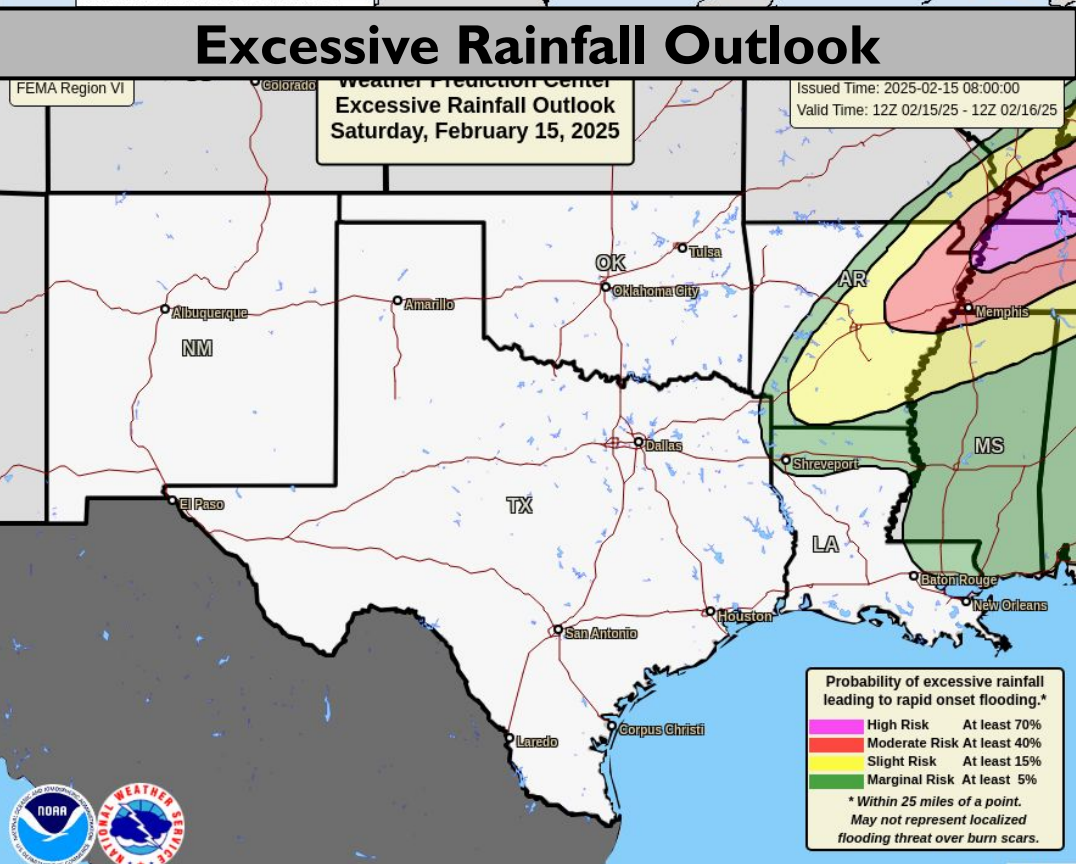 Excessive Rainfall Outlook
FEMA Region VI
Colorado
Weather Prediction Center
Excessive Rainfall Outlook
Saturday, February 15, 2025
Issued Time: 2025-02-15 08:00:00
Valid Time: 12Z 02/15/25 - 12Z 02/16/25
OK
Tulsa
Oklahoma City
AR
Amarillo
Albuquerque
Memphis
NM
Dallas
MS
Shreveport
El Paso
TX
LA
Baton Rouge
New Orleans
Houston
San Antonio
Corpus Christi
Laredo
Probability of excessive rainfall
leading to rapid onset flooding.*
High Risk At least 70%
Moderate Risk At least 40%
Slight Risk At least 15%
Marginal Risk At least 5%
* Within 25 miles of a point.
May not represent localized
flooding threat over burn scars.
NOAA
NATIONAL WEATHER SERVICE